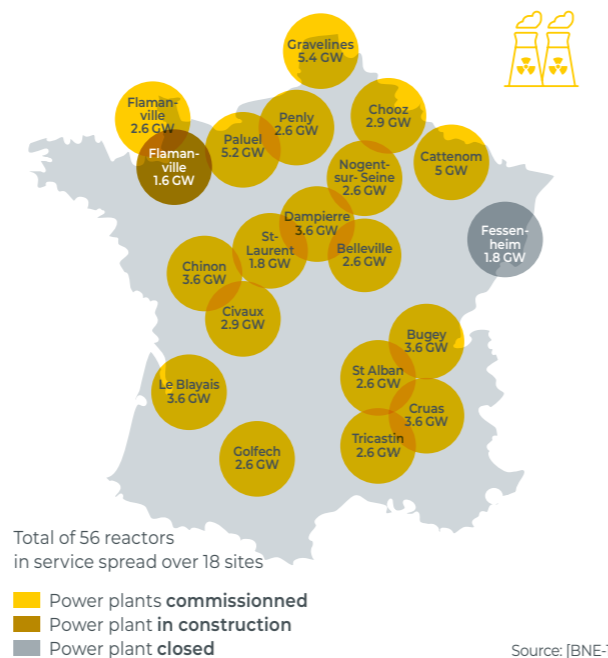 Gravelines
5.4 GW
Flaman-
ville
2.6 GW
Flaman-
ville
1.6 GW
Paluel
5.2 GW
Penly
2.6 GW
Chooz
2.9 GW
Cattenom
5 GW
Nogent-
sur- Seine
2.6 GW
Dampierre
3.6 GW
St-
Laurent
1.8 GW
Belleville
2.6 GW
Fessen-
heim
1.8 GW
Chinon
3.6 GW
Civaux
2.9 GW
Bugey
3.6 GW
St Alban
2.6 GW
Le Blayais
3.6 GW
Cruas
3.6 GW
Tricastin
2.6 GW
Golfech
2.6 GW
Total of 56 reactors
in service spread over 18 sites
Power plants commissionned
Power plant in construction
Power plant closed
Source: [BNE-